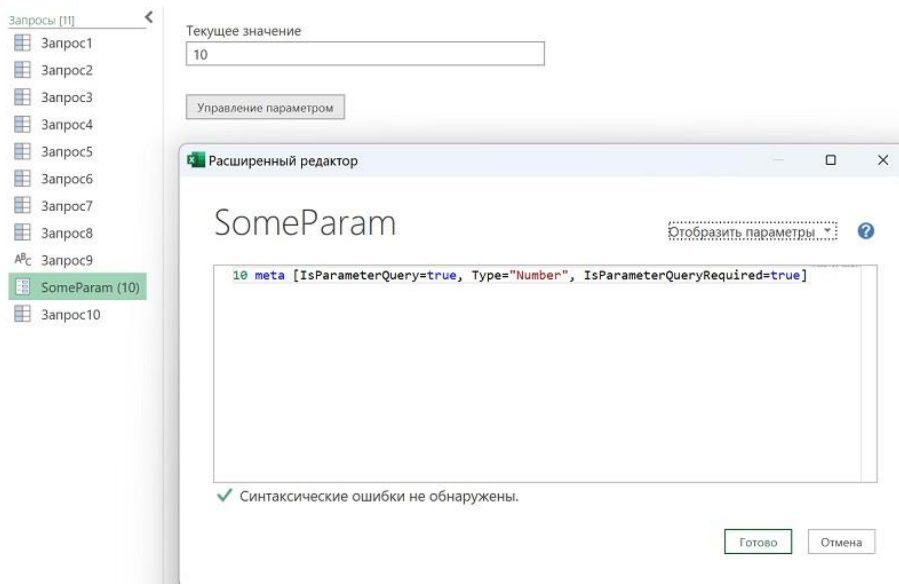 Запросы [11]
Запрос1
Запрос2
Запрос3
Запрос4
Запрос5
Запрос6
Запрос7
Запрос8
ABC Запрос9
SomeParam (10)
Запрос10
Текущее значение
10
Управление параметром
Расширенный редактор
SomeParam
Отобразить параметры
?
10 meta [IsParameterQuery=true, Type="Number", IsParameterQueryRequired=true]
Синтаксические ошибки не обнаружены.
Готово
Отмена